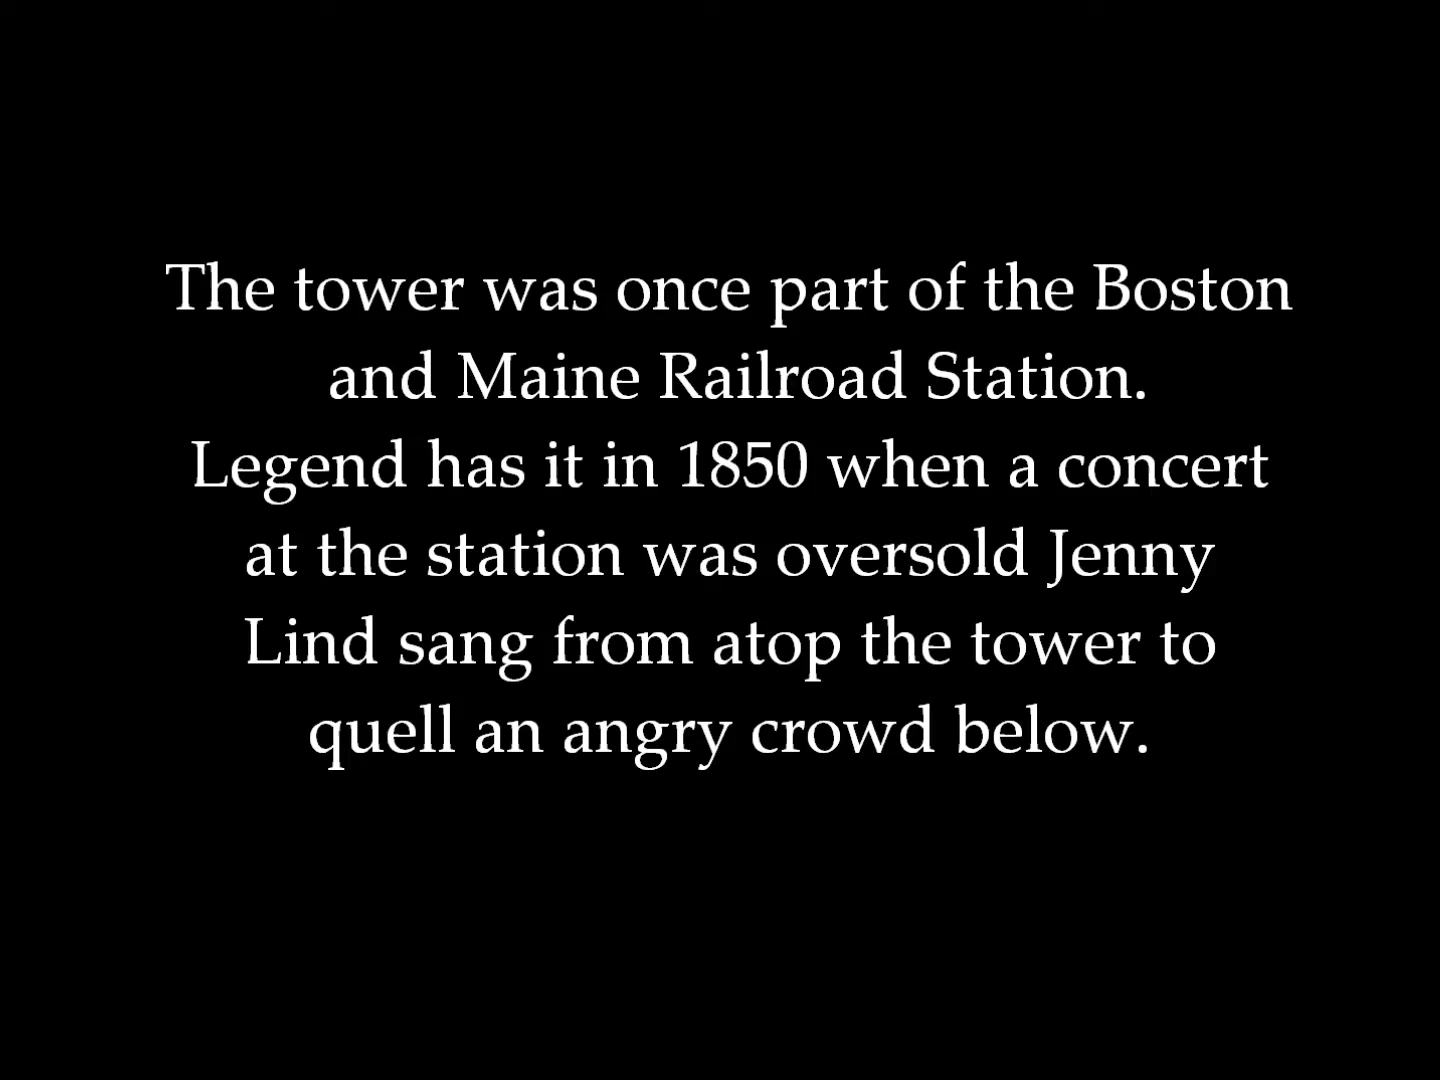 The tower was once part of the Boston
and Maine Railroad Station.
Legend has it in 1850 when a concert
at the station was oversold Jenny
Lind sang from atop the tower to
quell an angry crowd below.